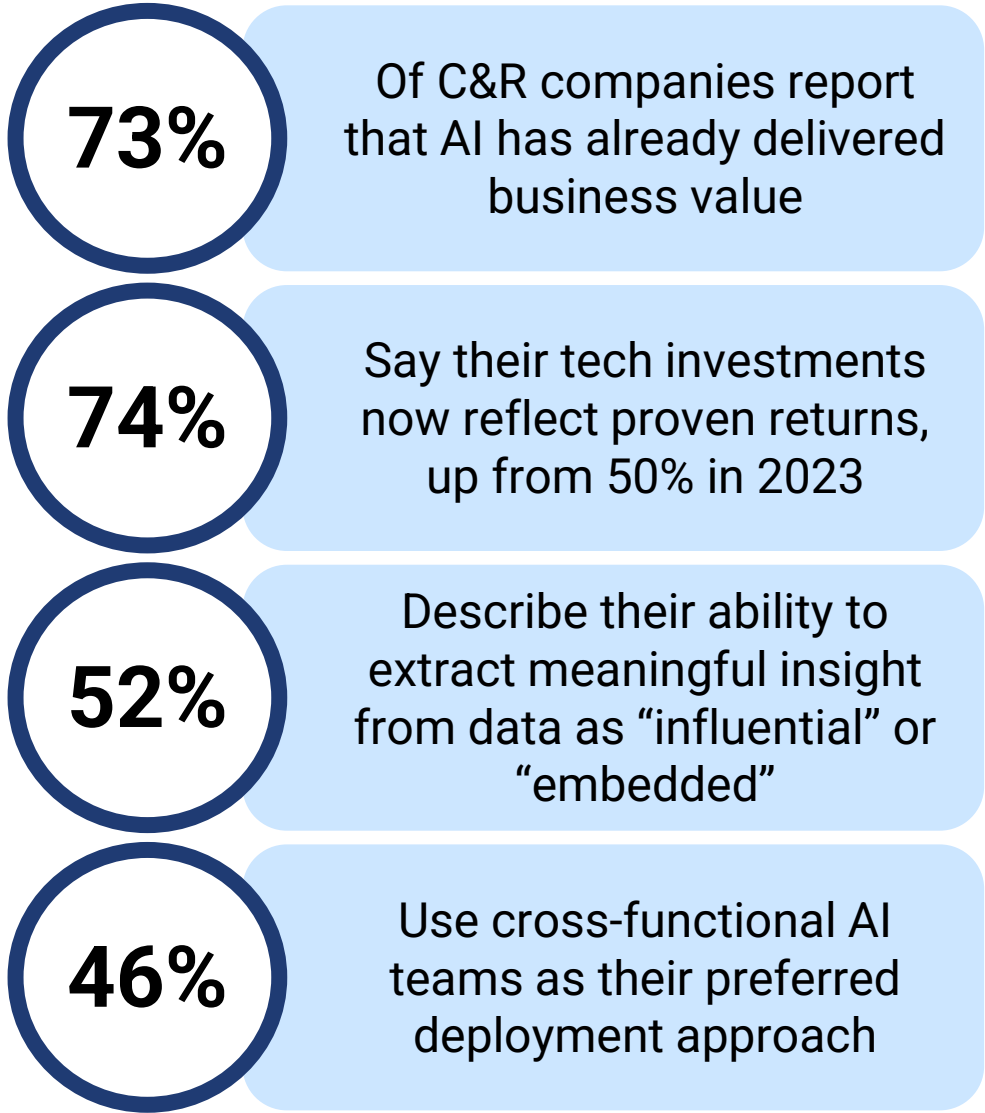 73%
Of C&R companies report
that AI has already delivered
business value
74%
Say their tech investments
now reflect proven returns,
up from 50% in 2023
52%
Describe their ability to
extract meaningful insight
from data as “influential” or
“embedded”
46%
Use cross-functional AI
teams as their preferred
deployment approach